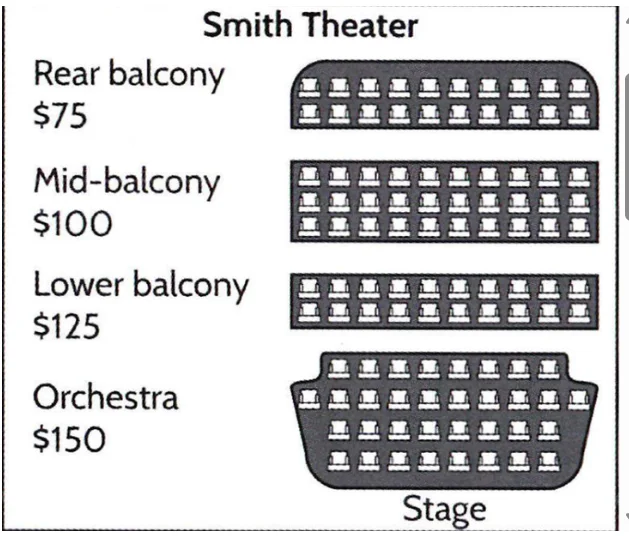 Smith Theater
Rear balcony
$75
Mid-balcony
$100
Lower balcony
$125
Orchestra
$150
Stage